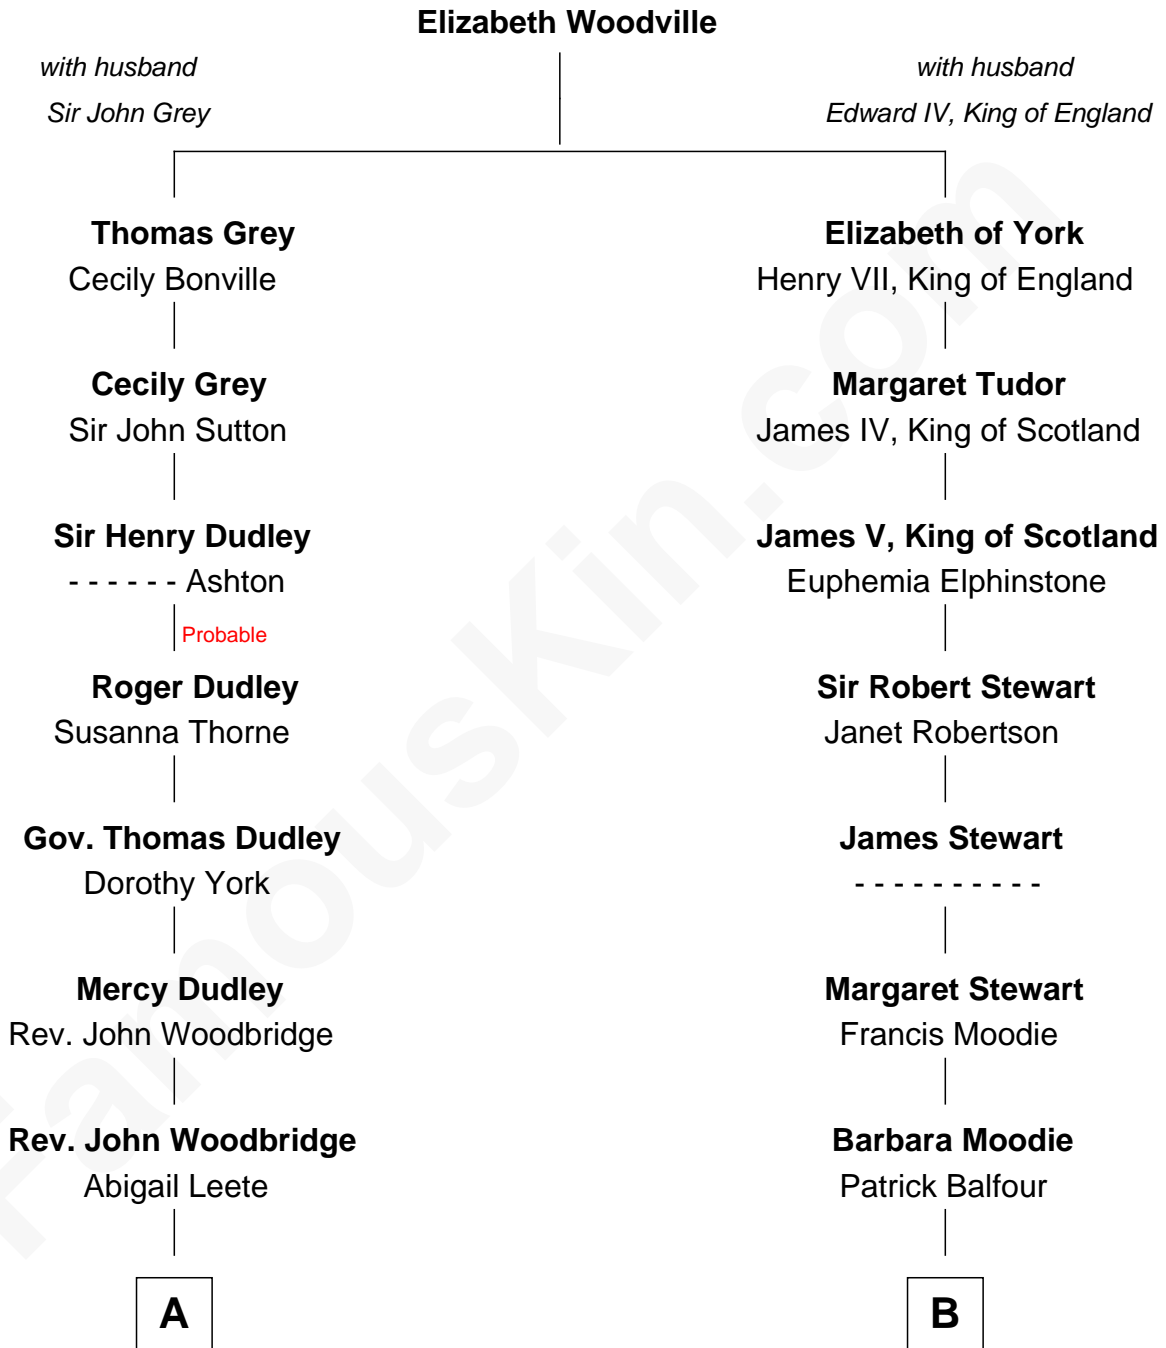 Elizabeth Woodville
with husband
Sir John Grey
with husband
Edward IV, King of England
Thomas Grey
Cecily Bonville
Elizabeth of York
Henry VII, King of England
Cecily Grey
Sir John Sutton
Margaret Tudor
James IV, King of Scotland
Sir Henry Dudley
- - - - - - Ashton
James V, King of Scotland
Euphemia Elphinstone
Probable
Roger Dudley
Susanna Thorne
Sir Robert Stewart
Janet Robertson
Gov. Thomas Dudley
Dorothy York
James Stewart
- - - - - - - - - -
Mercy Dudley
Rev. John Woodbridge
Margaret Stewart
Francis Moodie
Rev. John Woodbridge
Abigail Leete
Barbara Moodie
Patrick Balfour
A
B
FamousKin.com